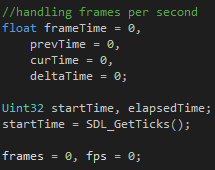 //handling frames per second
float frameTime = 0,
prevTime = 0,
curTime = 0,
deltaTime = 0;
Uint32 startTime, elapsedTime;
startTime = SDL_GetTicks();
frames = 0, fps = 0;